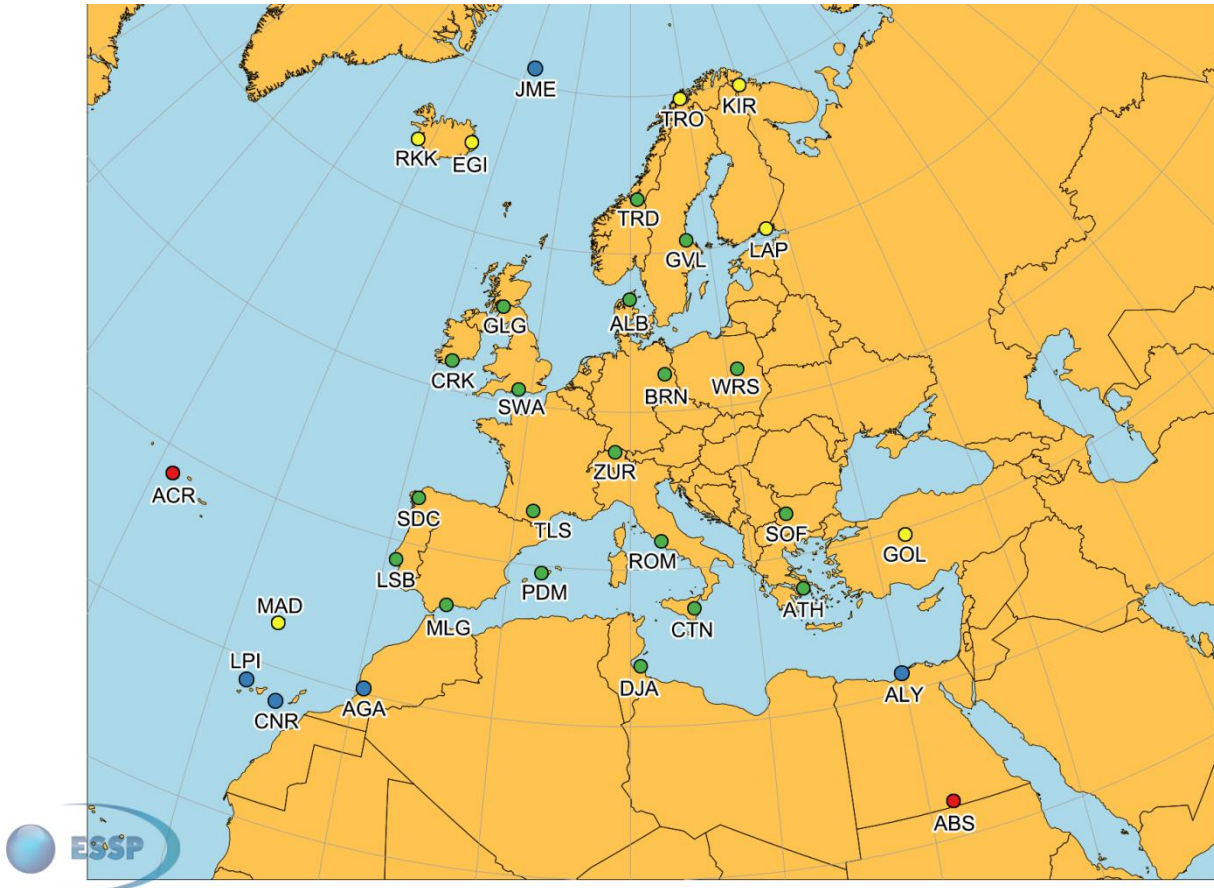 JME
TRO
KIR
RKK
EGI
TRD
GVL
LAP
GLG
ALB
CRK
SWA
BRN
WRS
ZUR
ACR
SDC
TLS
SOF
GOL
LSB
ROM
PDM
ATH
MAD
MLG
CTN
LPI
CNR
AGA
DJA
ALY
ABS
ESSP